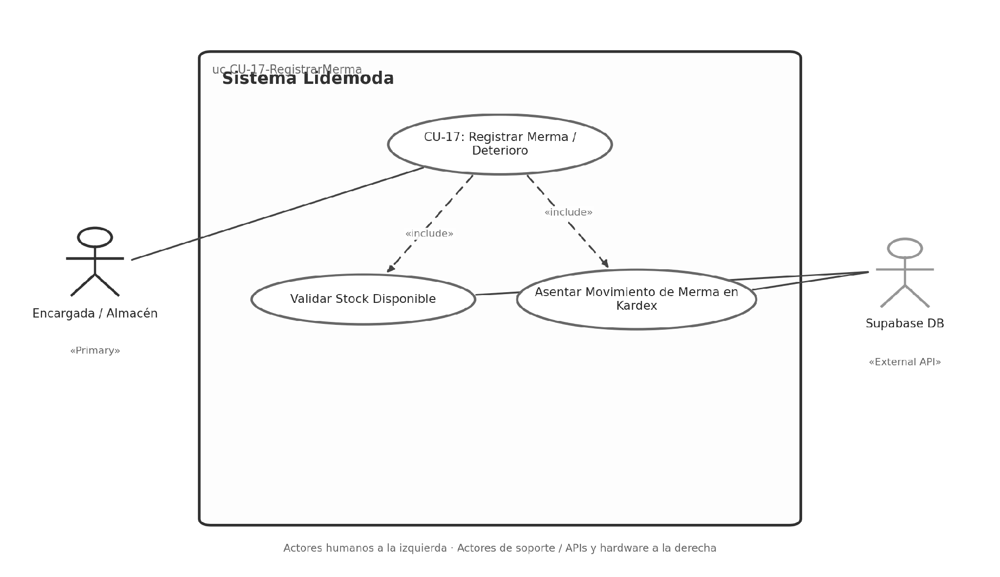 uc CU-17-RegistrarMerma
Sistema Lidemoda
CU-17: Registrar Merma /
Deterioro
«include»
«include»
Validar Stock Disponible
Asentar Movimiento de Merma en
Kardex
Encargada / Almacén
«Primary»
Supabase DB
«External API»
Actores humanos a la izquierda · Actores de soporte / APIs y hardware a la derecha